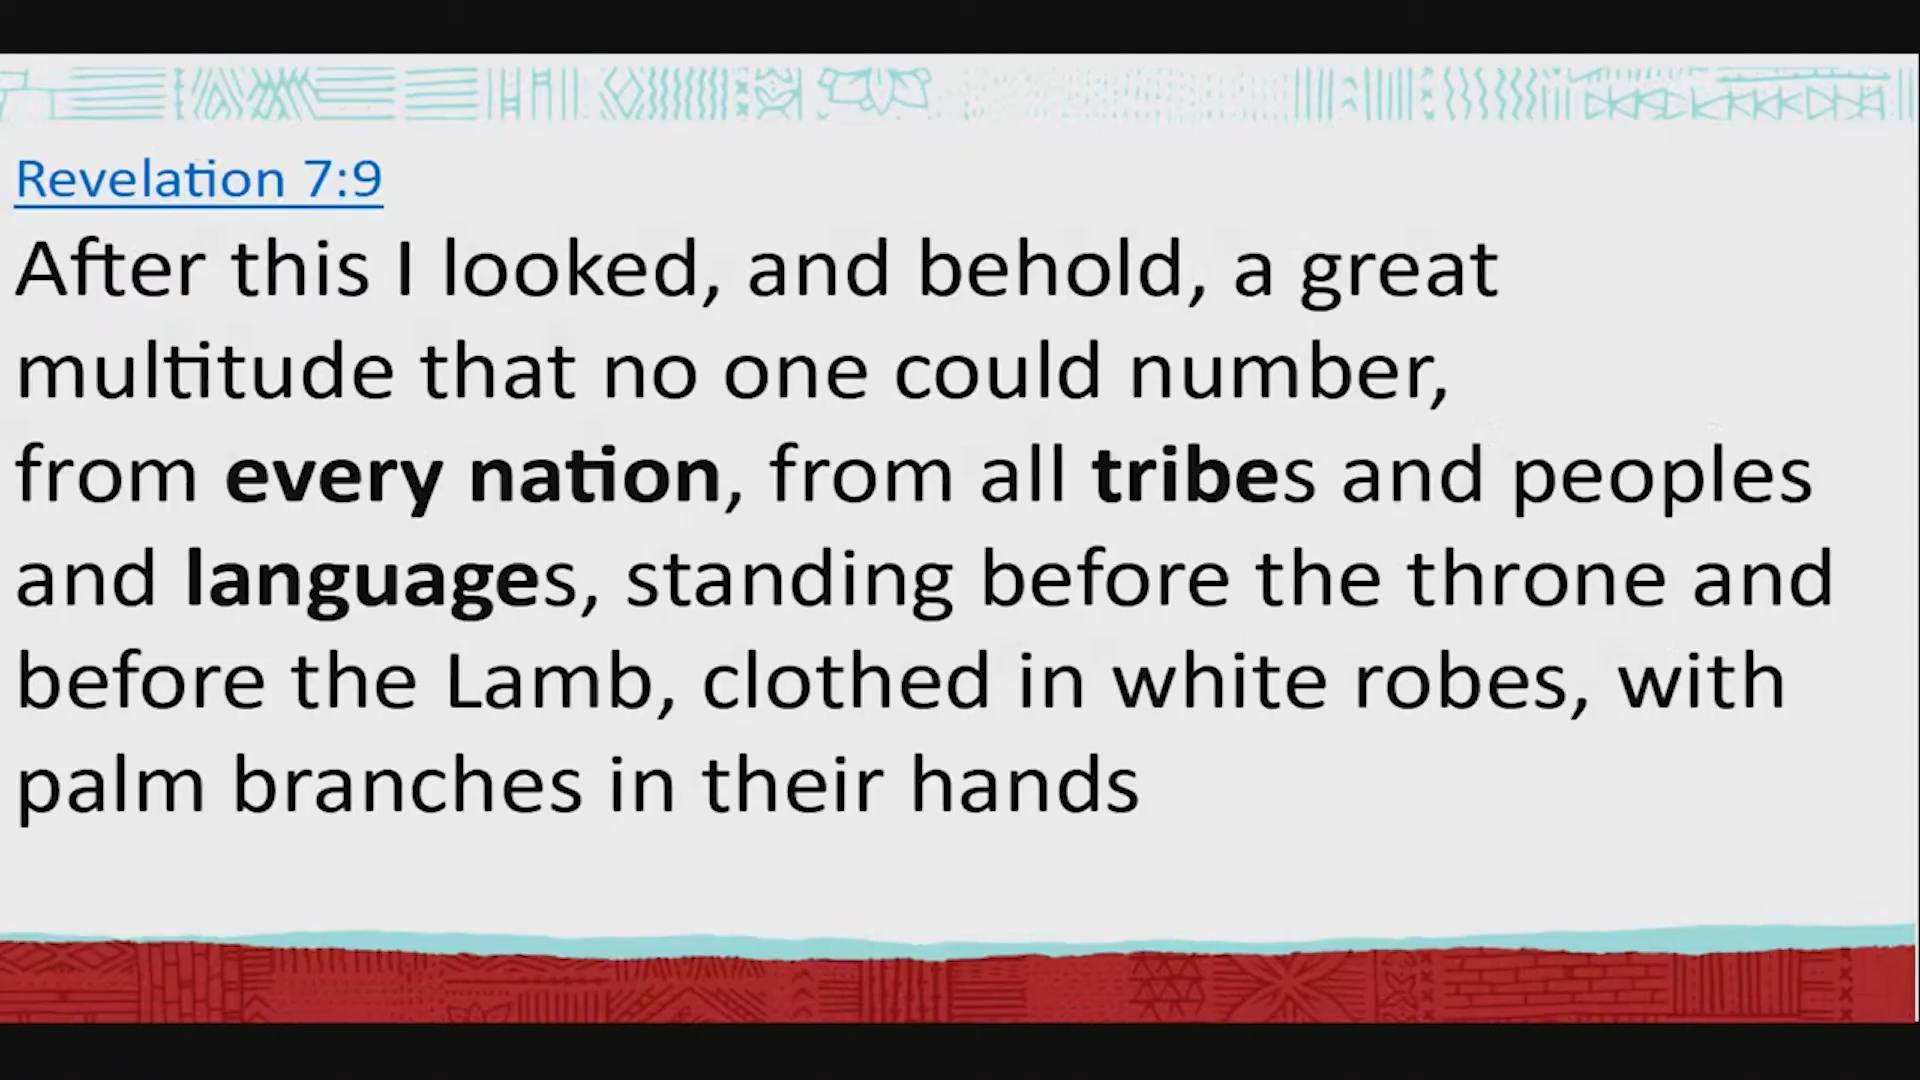 Revelation 7:9
After this I looked, and behold, a great
multitude that no one could number,
from every nation, from all tribes and peoples
and languages, standing before the throne and
before the Lamb, clothed in white robes, with
palm branches in their hands